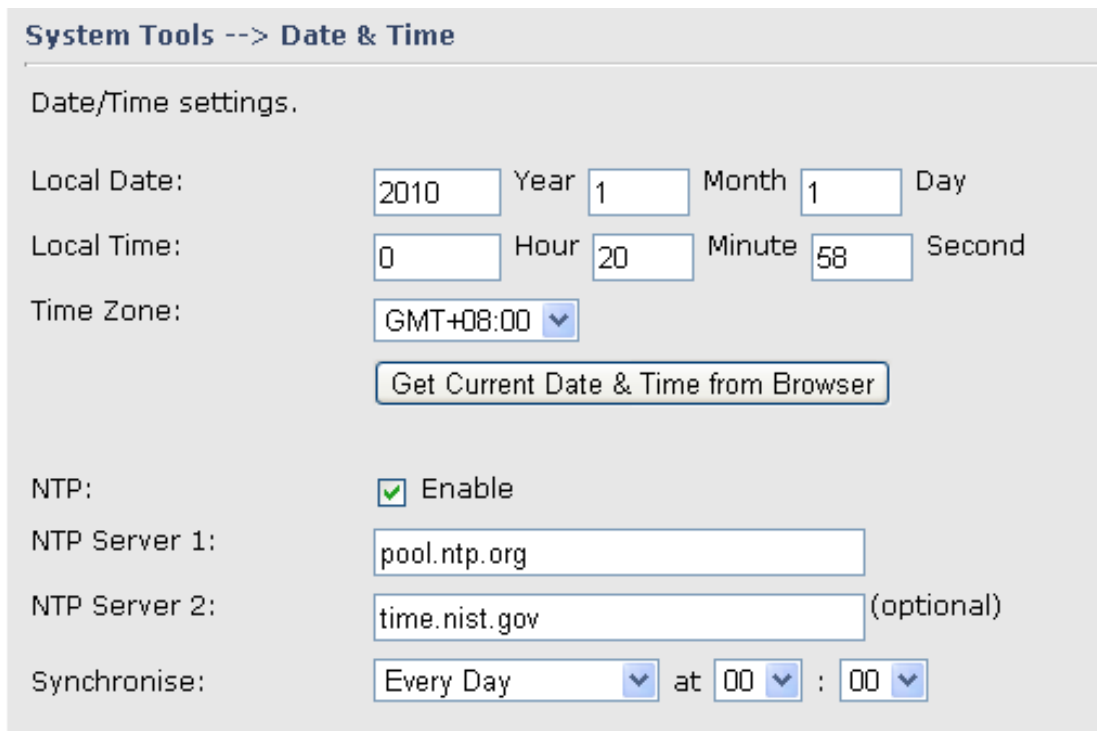 System Tools --> Date & Time
Date/Time settings.
Local Date: 2010 Year 1 Month 1 Day
Local Time: 0 Hour 20 Minute 58 Second
Time Zone: GMT+08:00
Get Current Date & Time from Browser
NTP: Enable
NTP Server 1: pool.ntp.org
NTP Server 2: time.nist.gov (optional)
Synchronise: Every Day at 00 : 00